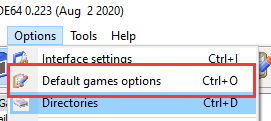 DE64 0.223 (Aug 2 2020)
Options Tools Help
Interface settings Ctrl+I
Default games options Ctrl+O
Directories Ctrl+D